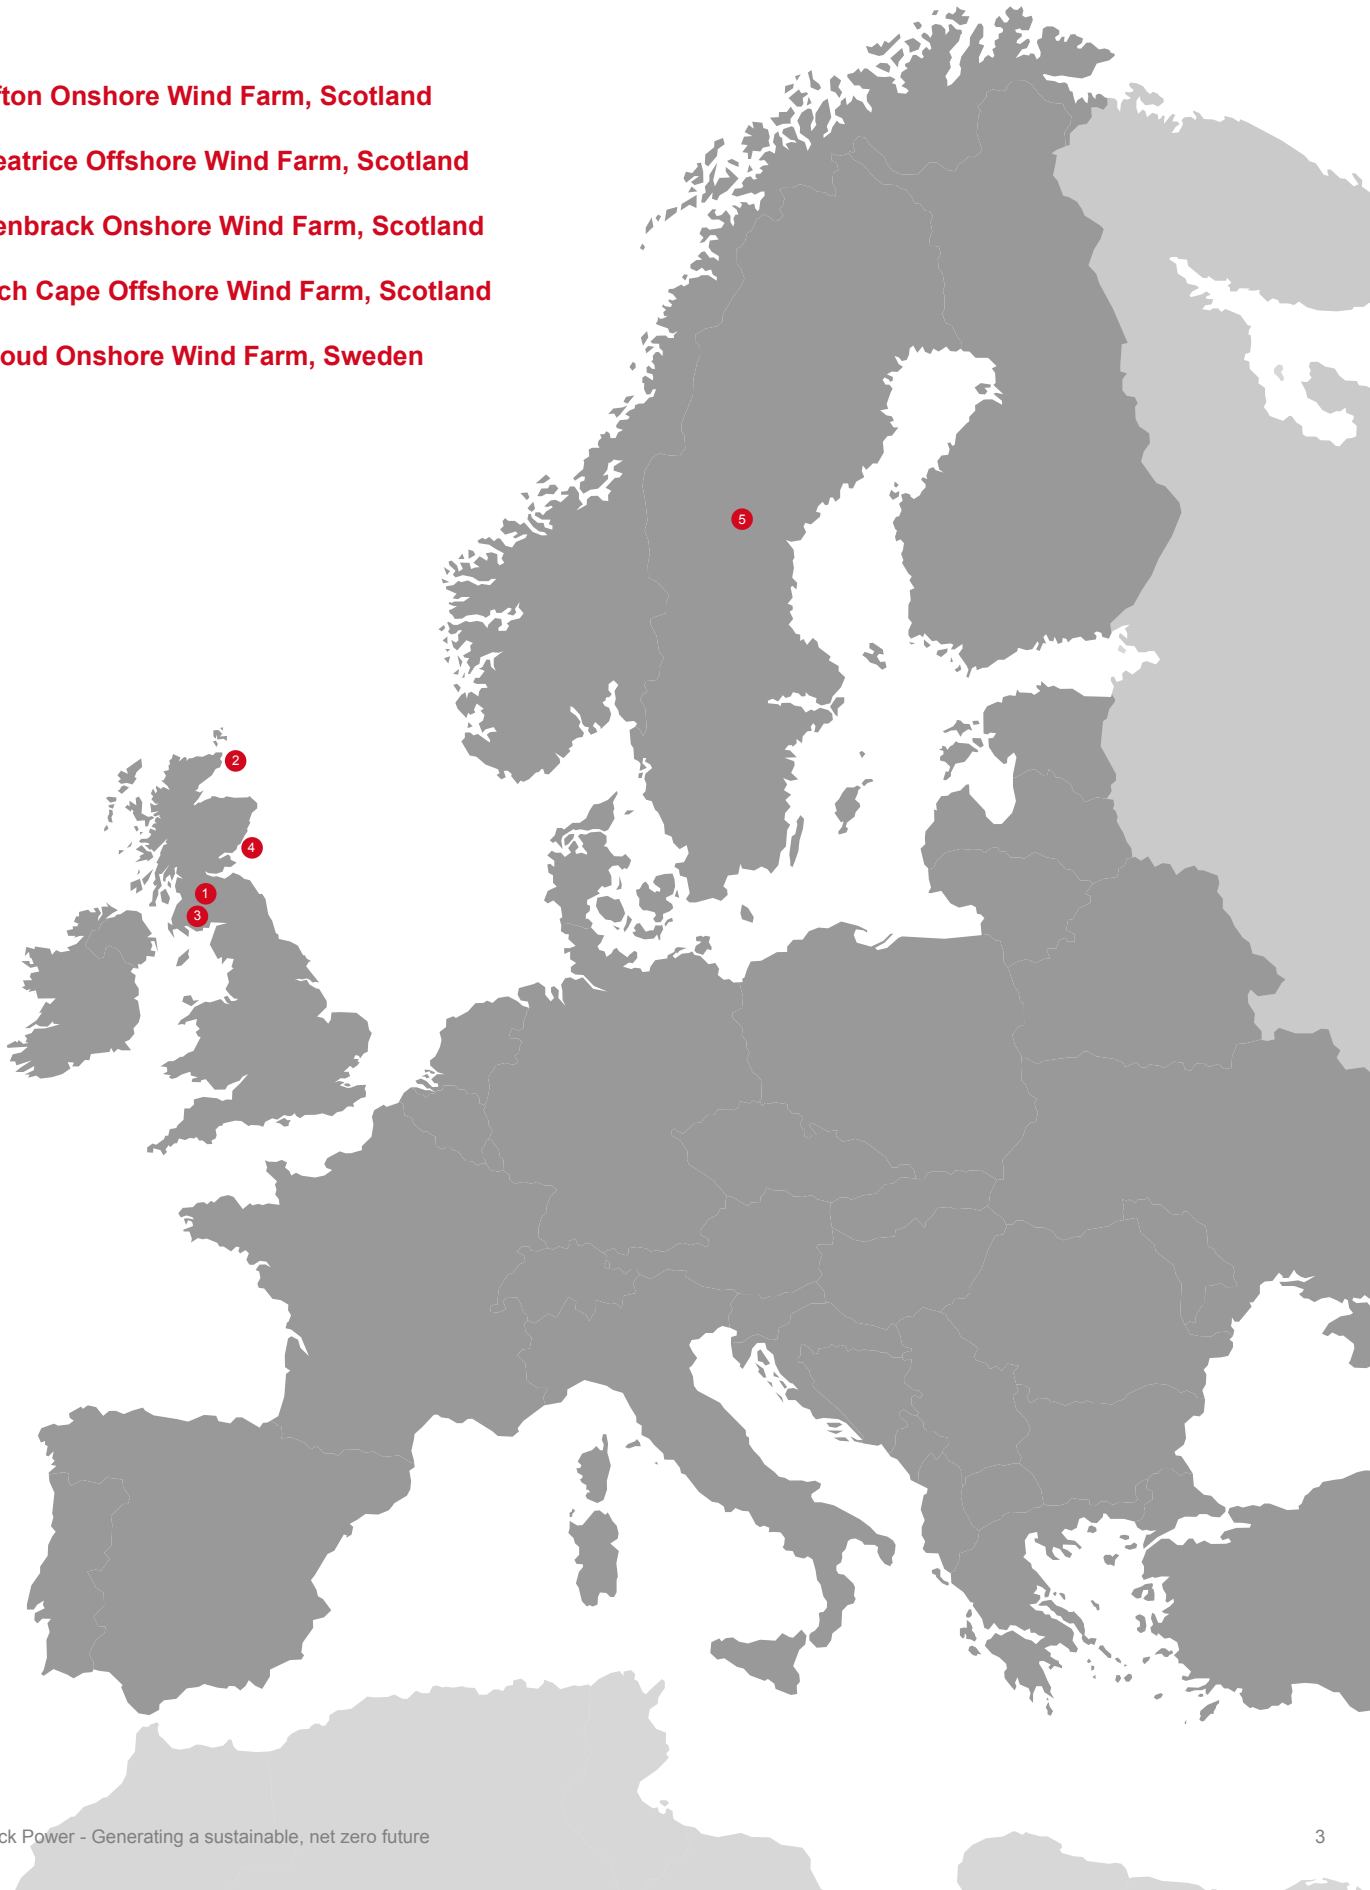 fton Onshore Wind Farm, Scotland
eatrice Offshore Wind Farm, Scotland
enbrack Onshore Wind Farm, Scotland
ch Cape Offshore Wind Farm, Scotland
oud Onshore Wind Farm, Sweden
5
2
4
1
3
ck Power - Generating a sustainable, net zero future
3